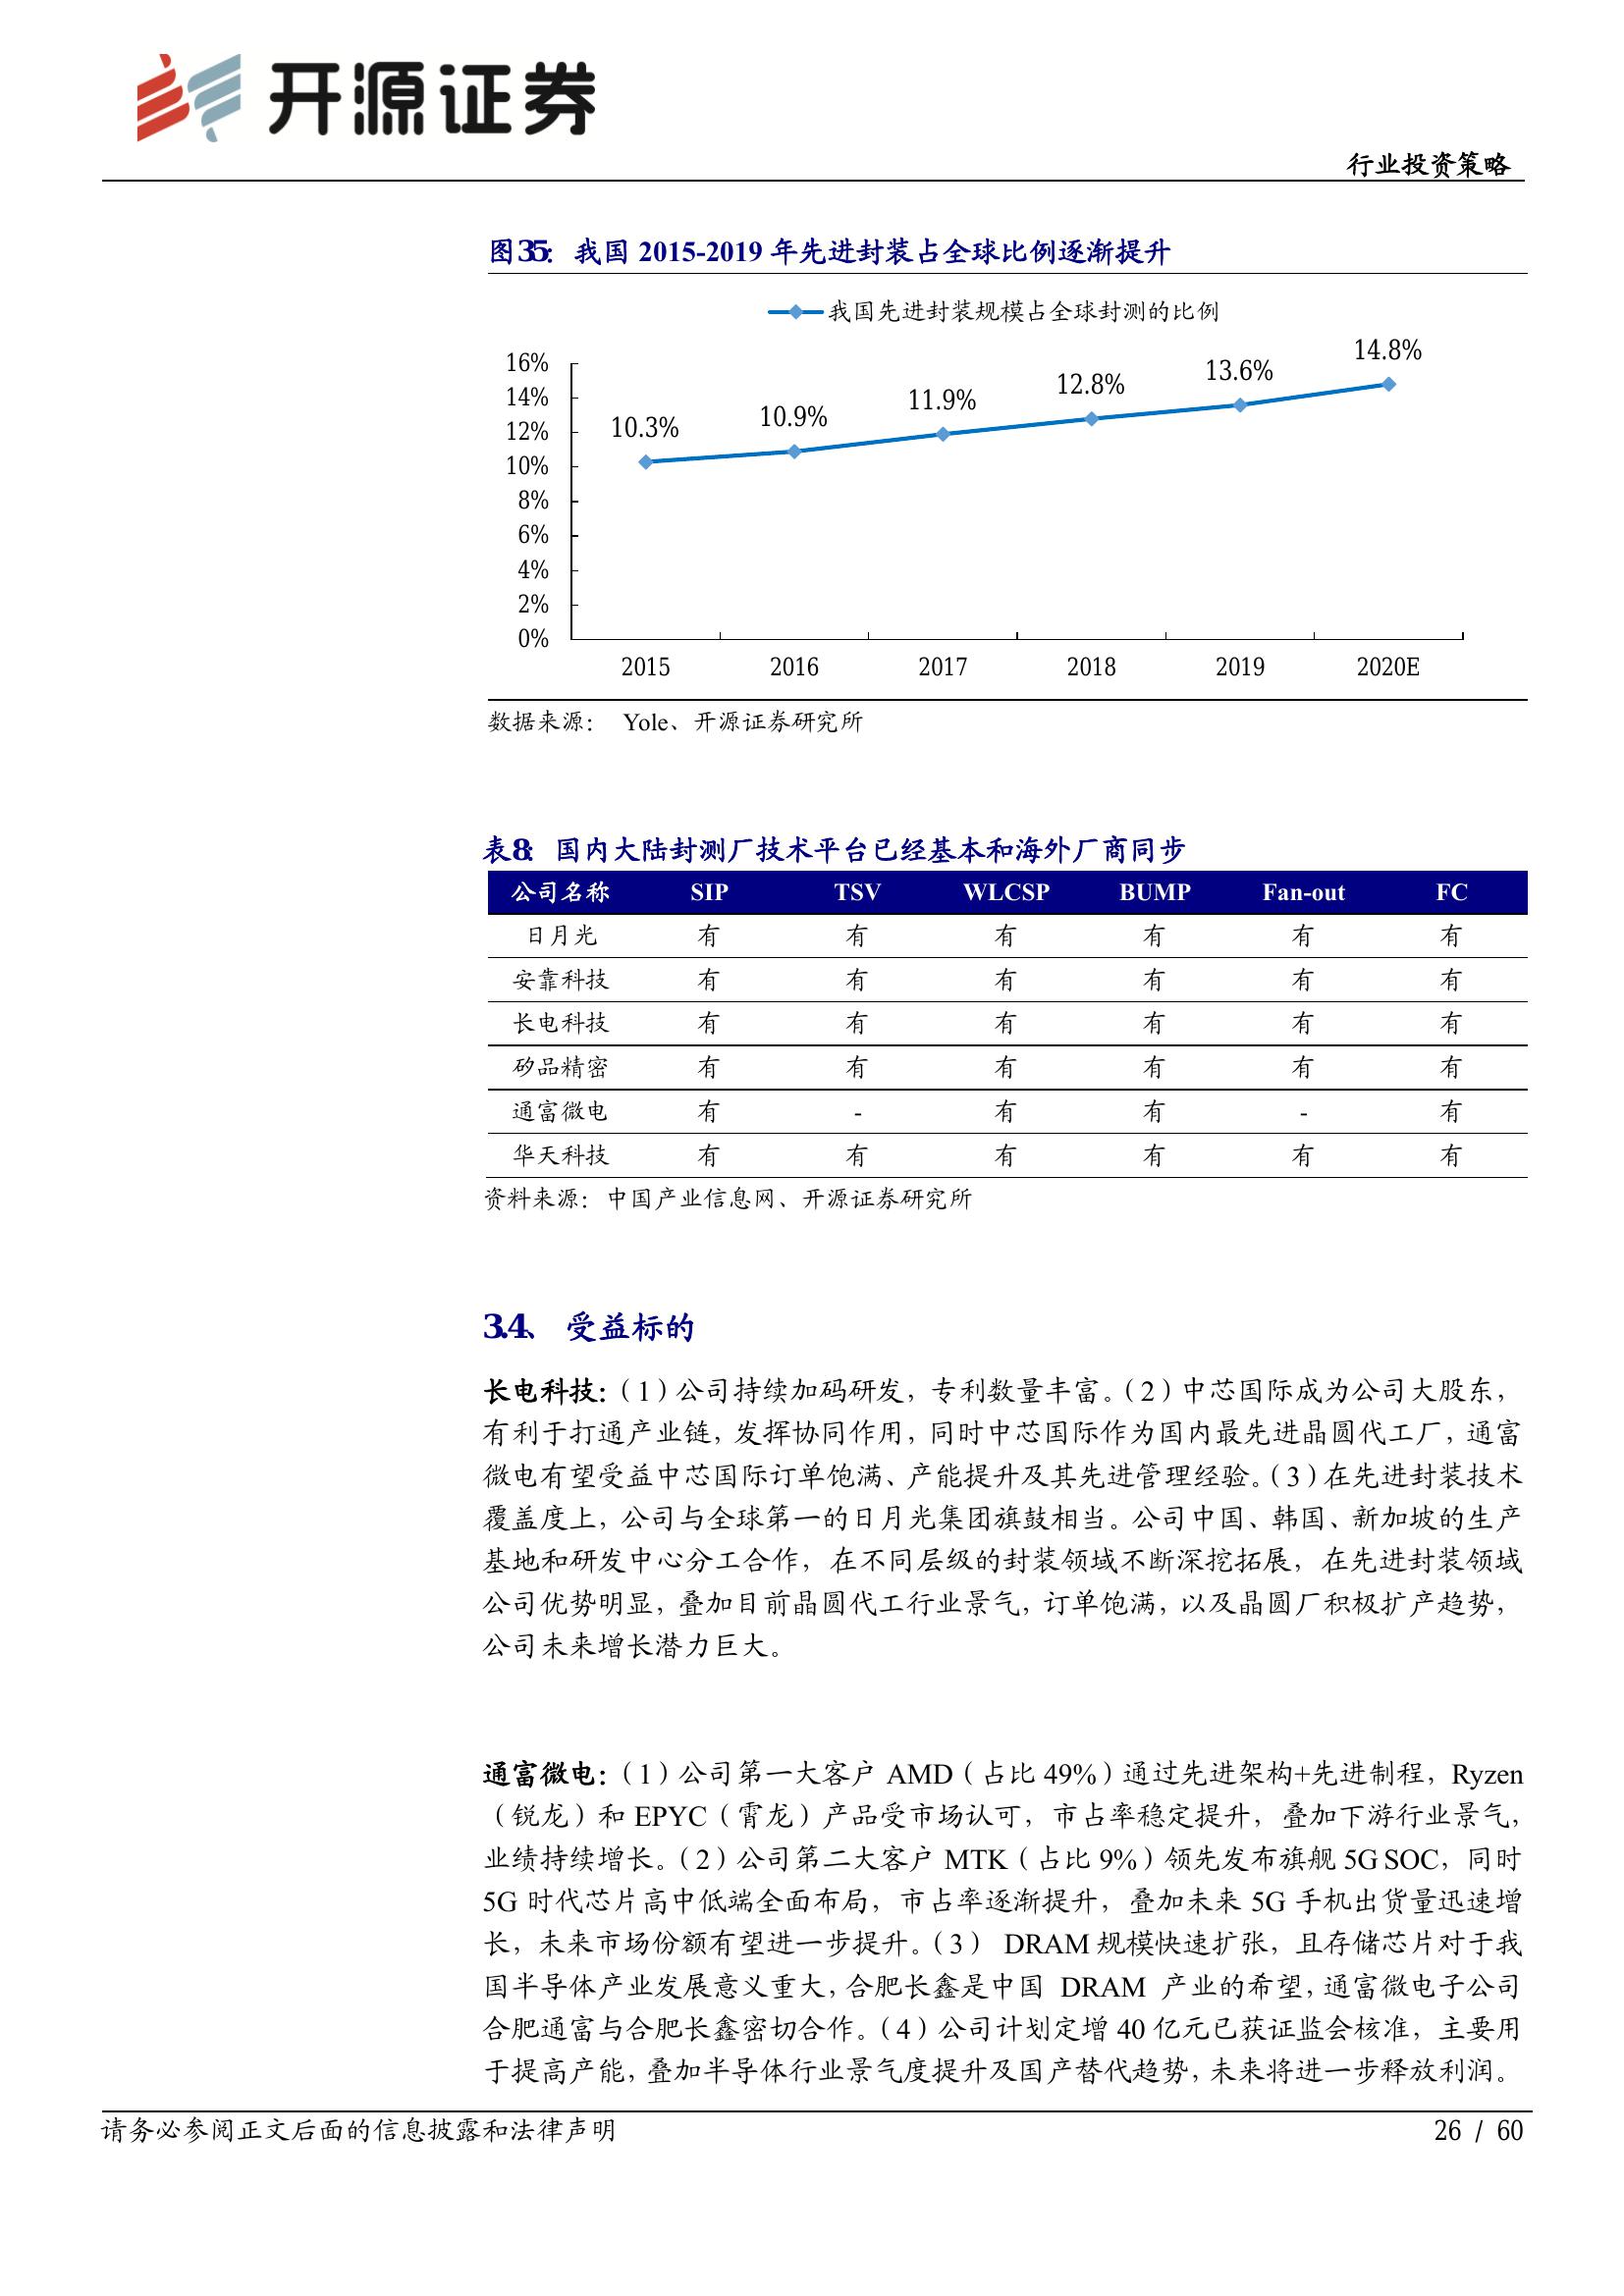 开源证券
行业投资策略
图35: 我国 2015-2019 年先进封装占全球比例逐渐提升
我国先进封装规模占全球封测的比例
16%
14%
12%
10%
8%
6%
4%
2%
0%
10.3%
10.9%
11.9%
12.8%
13.6%
14.8%
2015 2016 2017 2018 2019 2020E
数据来源： Yole、开源证券研究所
表8: 国内大陆封测厂技术平台已经基本和海外厂商同步
公司名称 SIP TSV WLCSP BUMP Fan-out FC
日月光 有 有 有 有 有 有
安靠科技 有 有 有 有 有 有
长电科技 有 有 有 有 有 有
矽品精密 有 有 有 有 有 有
通富微电 有 - 有 有 - 有
华天科技 有 有 有 有 有 有
资料来源：中国产业信息网、开源证券研究所
3.4、 受益标的
长电科技：（1）公司持续加码研发，专利数量丰富。（2）中芯国际成为公司大股东，
有利于打通产业链，发挥协同作用，同时中芯国际作为国内最先进晶圆代工厂，通富
微电有望受益中芯国际订单饱满、产能提升及其先进管理经验。（3）在先进封装技术
覆盖度上，公司与全球第一的日月光集团旗鼓相当。公司中国、韩国、新加坡的生产
基地和研发中心分工合作，在不同层级的封装领域不断深挖拓展，在先进封装领域
公司优势明显，叠加目前晶圆代工行业景气，订单饱满，以及晶圆厂积极扩产趋势，
公司未来增长潜力巨大。
通富微电：（1）公司第一大客户 AMD（占比 49%）通过先进架构+先进制程，Ryzen
（锐龙）和 EPYC（霄龙）产品受市场认可，市占率稳定提升，叠加下游行业景气，
业绩持续增长。（2）公司第二大客户 MTK（占比 9%）领先发布旗舰 5G SOC，同时
5G 时代芯片高中低端全面布局，市占率逐渐提升，叠加未来 5G 手机出货量迅速增
长，未来市场份额有望进一步提升。（3） DRAM 规模快速扩张，且存储芯片对于我
国半导体产业发展意义重大，合肥长鑫是中国 DRAM 产业的希望，通富微电子公司
合肥通富与合肥长鑫密切合作。（4）公司计划定增 40 亿元已获证监会核准，主要用
于提高产能，叠加半导体行业景气度提升及国产替代趋势，未来将进一步释放利润。
请务必参阅正文后面的信息披露和法律声明
26 / 60